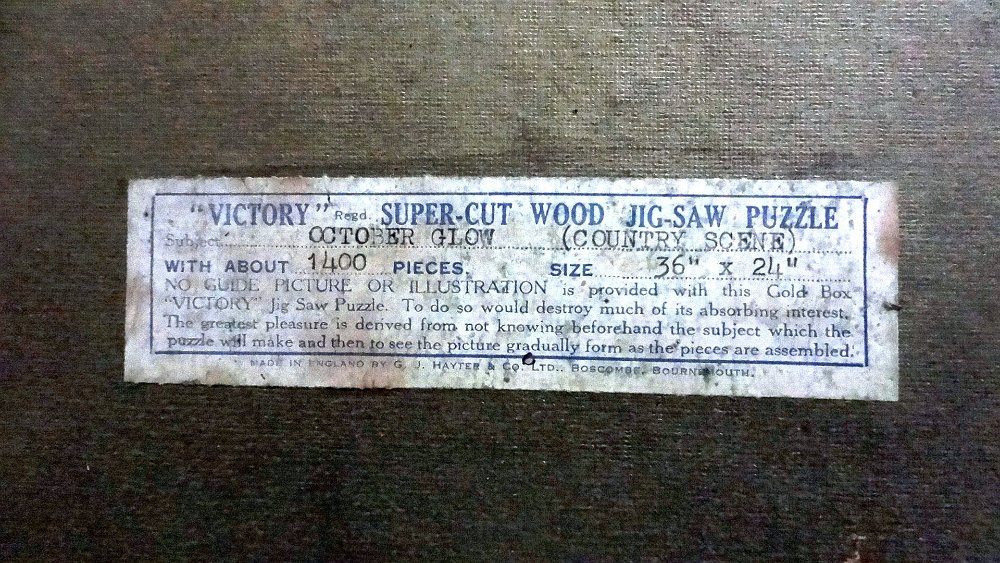 "VICTORY" Regd. SUPER-CUT WOOD JIG-SAW PUZZLE
Subject OCTOBER GLOW (COUNTRY SCENE)
WITH ABOUT 1400 PIECES. SIZE 36" x 24"
NO GUIDE PICTURE OR ILLUSTRATION is provided with this Gold Box
"VICTORY" Jig Saw Puzzle. To do so would destroy much of its absorbing interest.
The greatest pleasure is derived from not knowing beforehand the subject which the
puzzle will make and then to see the picture gradually form as the pieces are assembled.
MADE IN ENGLAND BY G. J. HAYTER & CO. LTD., BOSCOMBE, BOURNEMOUTH.